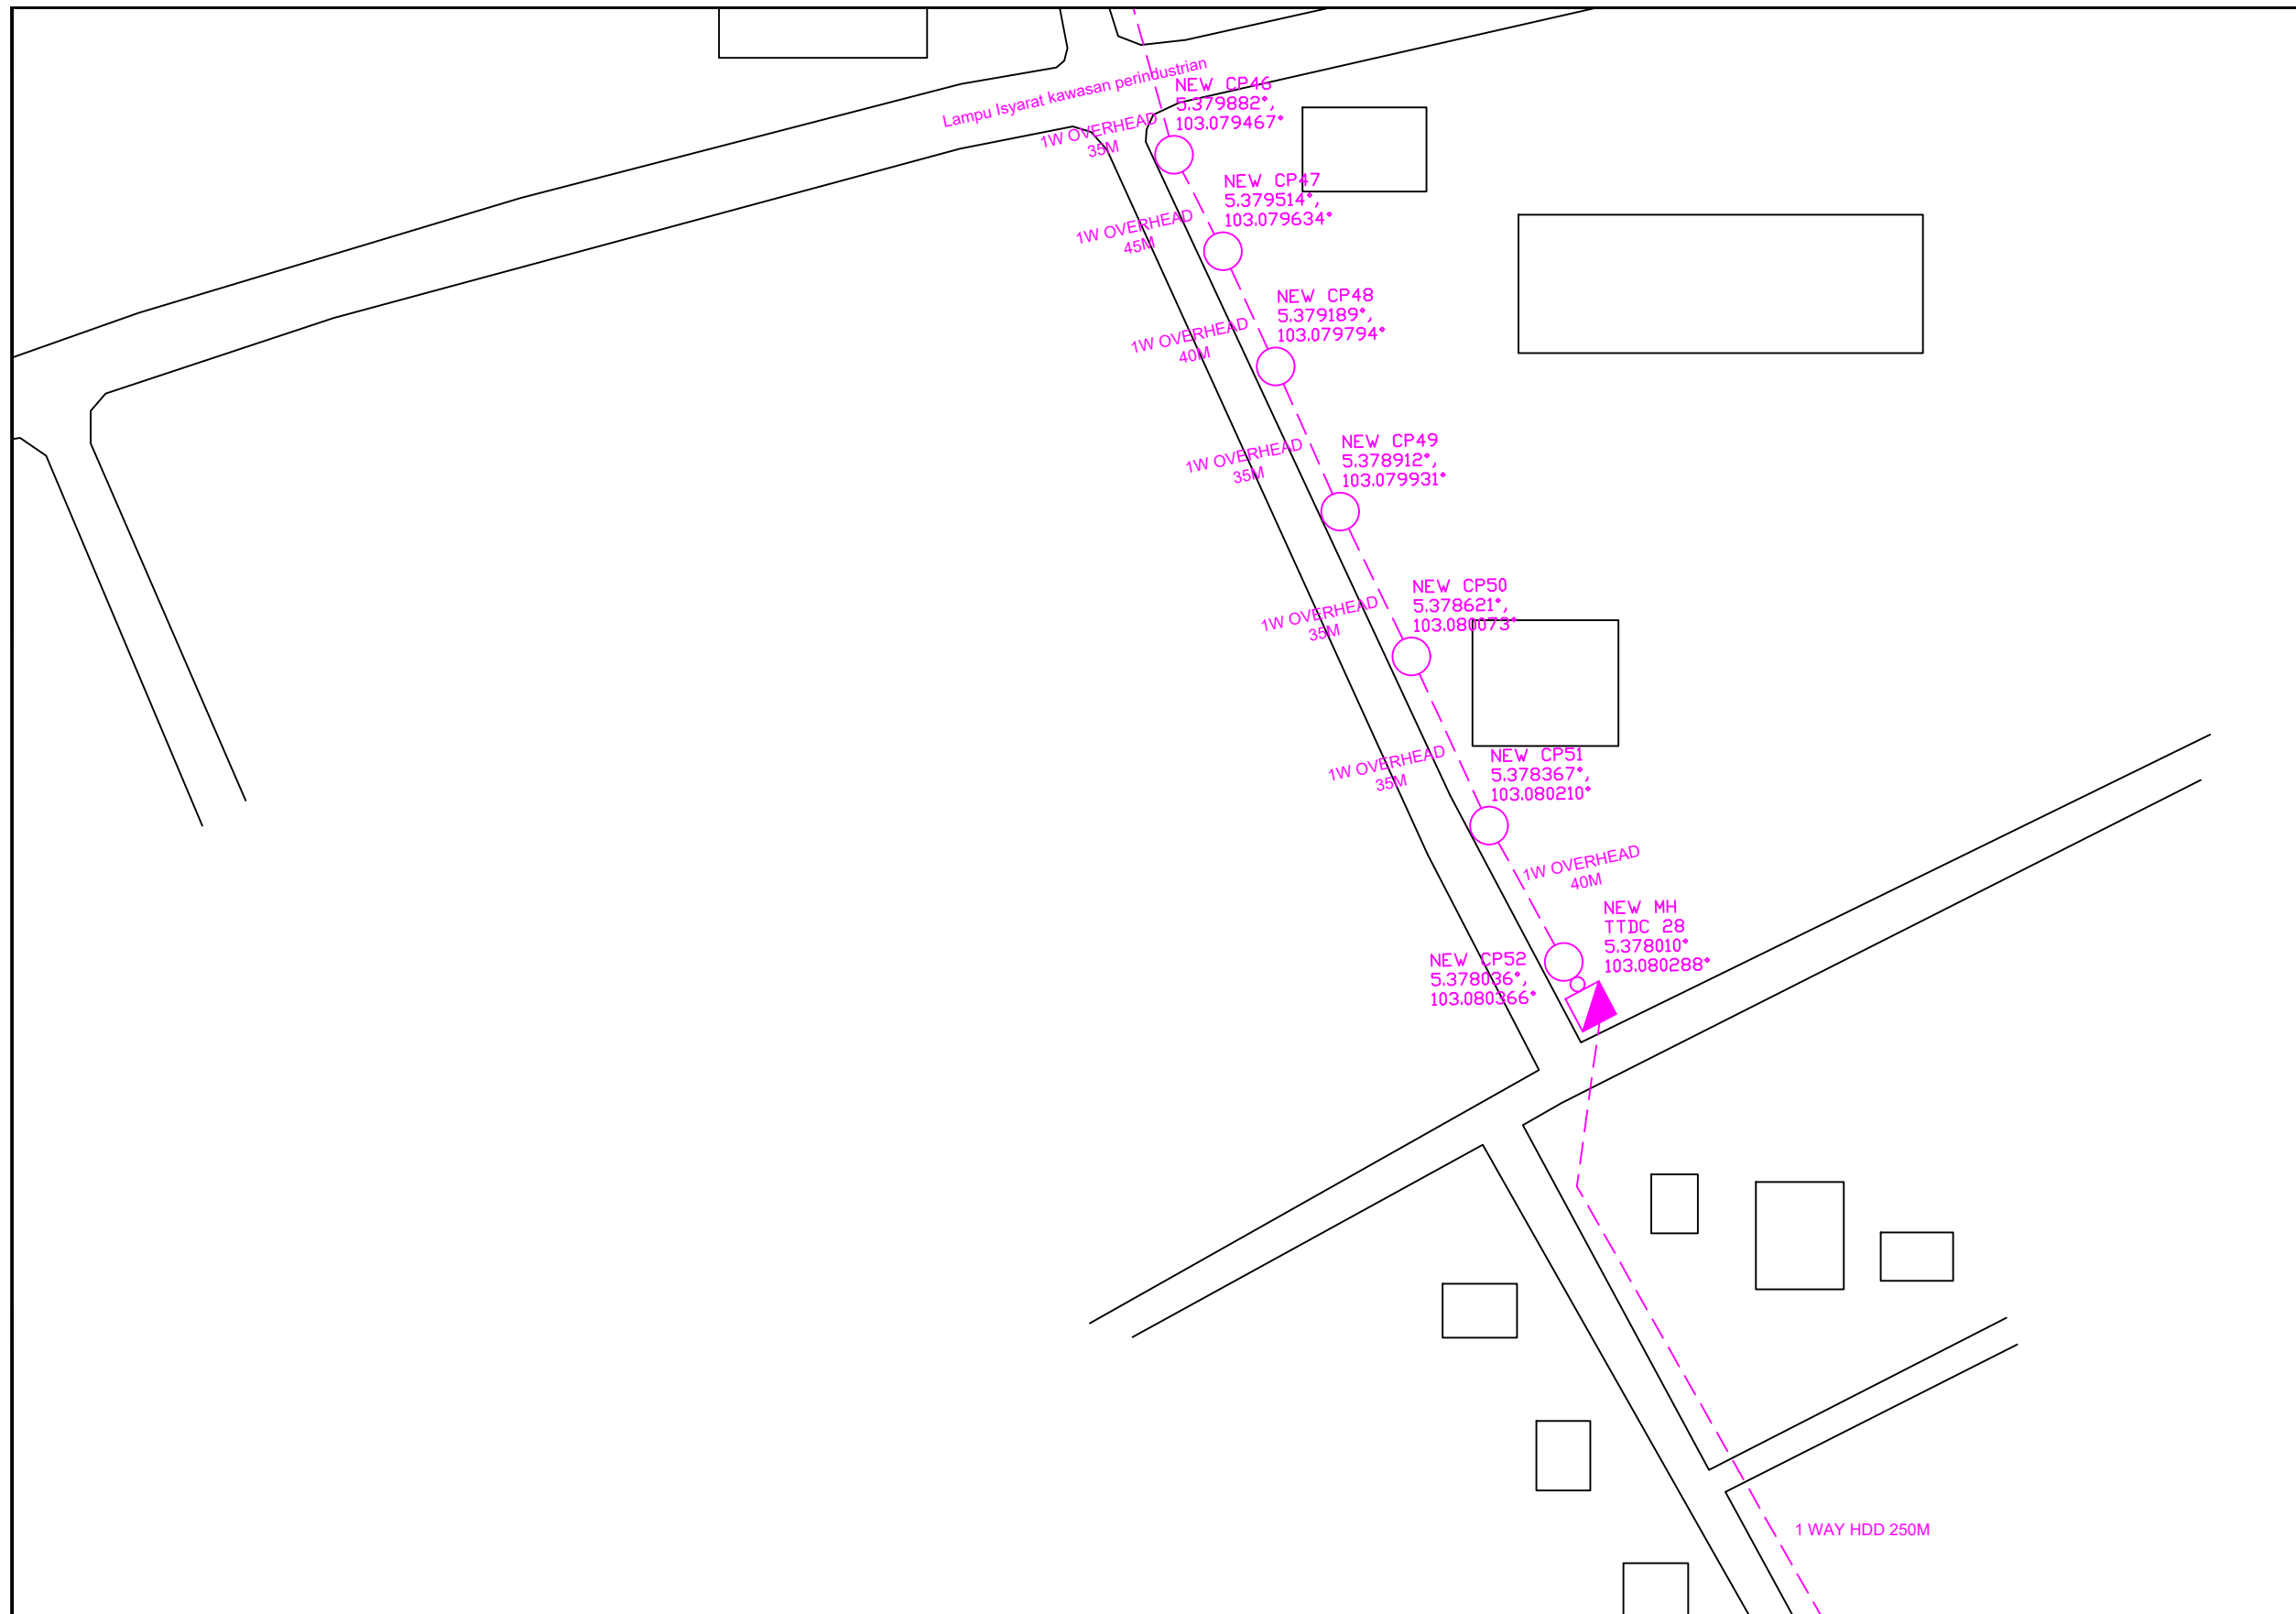 Lampu Isyarat kawasan perindustrian
NEW CP46
5.379882°,
103.079467°
1W OVERHEAD
35M
NEW CP47
5.379514°,
103.079634°
1W OVERHEAD
45M
NEW CP48
5.379189°,
103.079794°
1W OVERHEAD
40M
NEW CP49
5.378912°,
103.079931°
1W OVERHEAD
35M
NEW CP50
5.378621°,
103.080073°
1W OVERHEAD
35M
NEW CP51
5.378367°,
103.080210°
1W OVERHEAD
35M
1W OVERHEAD
40M
NEW MH
TTDC 28
5.378010°
103.080288°
NEW CP52
5.378036°,
103.080366°
1 WAY HDD 250M